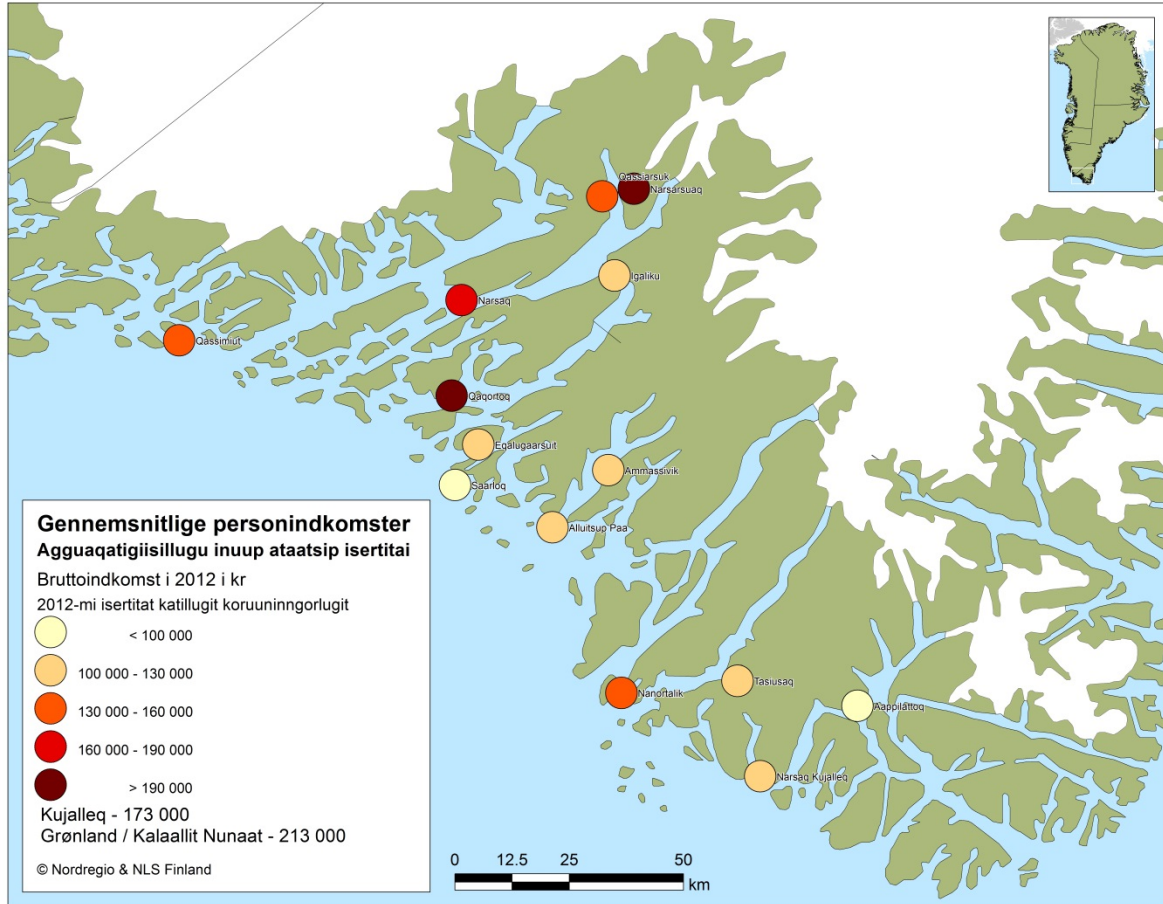 Qassiarsuk
Narsarsuaq
Igaliku
Narsaq
Qassimiut
Qaqortoq
Eqalugaarsuit
Ammassivik
Saarloq
Alluitsup Paa
Nanortalik
Tasiusaq
Aappilattoq
Narsaq Kujalleq
Gennemsnitlige personindkomster
Agguaqatigiisillugu inuup ataatsip isertitai
Bruttoindkomst i 2012 i kr
2012-mi isertitat katillugit koruuninngorlugit
< 100 000
100 000 - 130 000
130 000 - 160 000
160 000 - 190 000
> 190 000
Kujalleq - 173 000
Grønland / Kalaallit Nunaat - 213 000
© Nordregio & NLS Finland
0 12.5 25 50
km